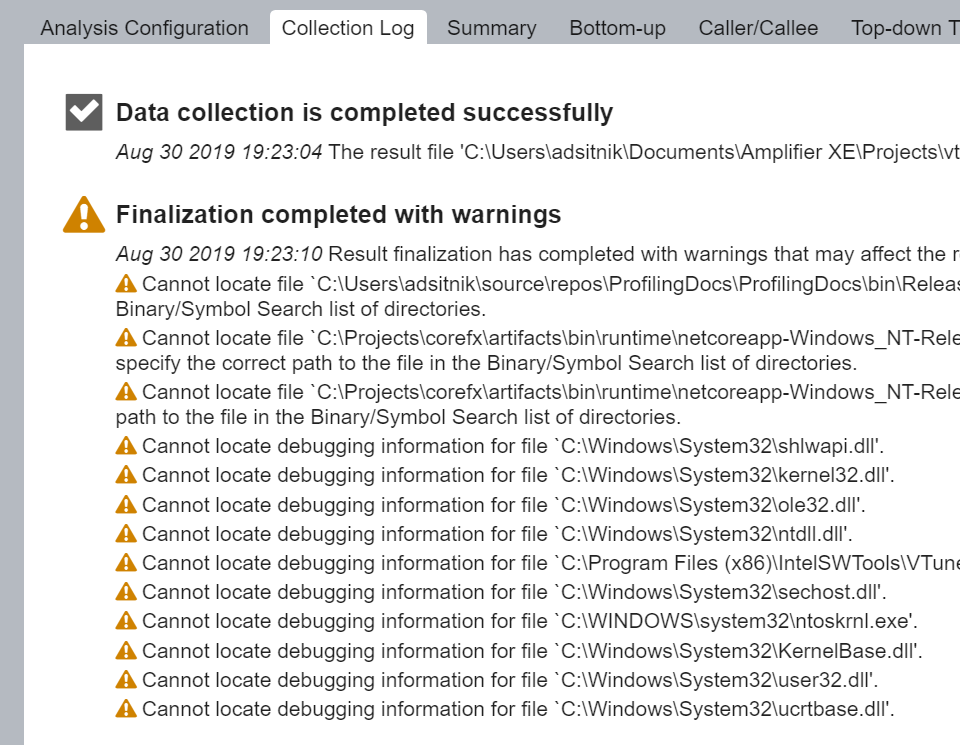 Analysis Configuration Collection Log Summary Bottom-up Caller/Callee Top-down T
Data collection is completed successfully
Aug 30 2019 19:23:04 The result file 'C:\Users\adsitnik\Documents\Amplifier XE\Projects\vt
Finalization completed with warnings
Aug 30 2019 19:23:10 Result finalization has completed with warnings that may affect the r
Cannot locate file `C:\Users\adsitnik\source\repos\ProfilingDocs\ProfilingDocs\bin\Releas
Binary/Symbol Search list of directories.
Cannot locate file `C:\Projects\corefx\artifacts\bin\runtime\netcoreapp-Windows_NT-Rele
specify the correct path to the file in the Binary/Symbol Search list of directories.
Cannot locate file `C:\Projects\corefx\artifacts\bin\runtime\netcoreapp-Windows_NT-Rele
path to the file in the Binary/Symbol Search list of directories.
Cannot locate debugging information for file `C:\Windows\System32\shlwapi.dll'.
Cannot locate debugging information for file `C:\Windows\System32\kernel32.dll'.
Cannot locate debugging information for file `C:\Windows\System32\ole32.dll'.
Cannot locate debugging information for file `C:\Windows\System32\ntdll.dll'.
Cannot locate debugging information for file `C:\Program Files (x86)\IntelSWTools\VTune
Cannot locate debugging information for file `C:\Windows\System32\sechost.dll'.
Cannot locate debugging information for file `C:\WINDOWS\system32\ntoskrnl.exe'.
Cannot locate debugging information for file `C:\Windows\System32\KernelBase.dll'.
Cannot locate debugging information for file `C:\Windows\System32\user32.dll'.
Cannot locate debugging information for file `C:\Windows\System32\ucrtbase.dll'.